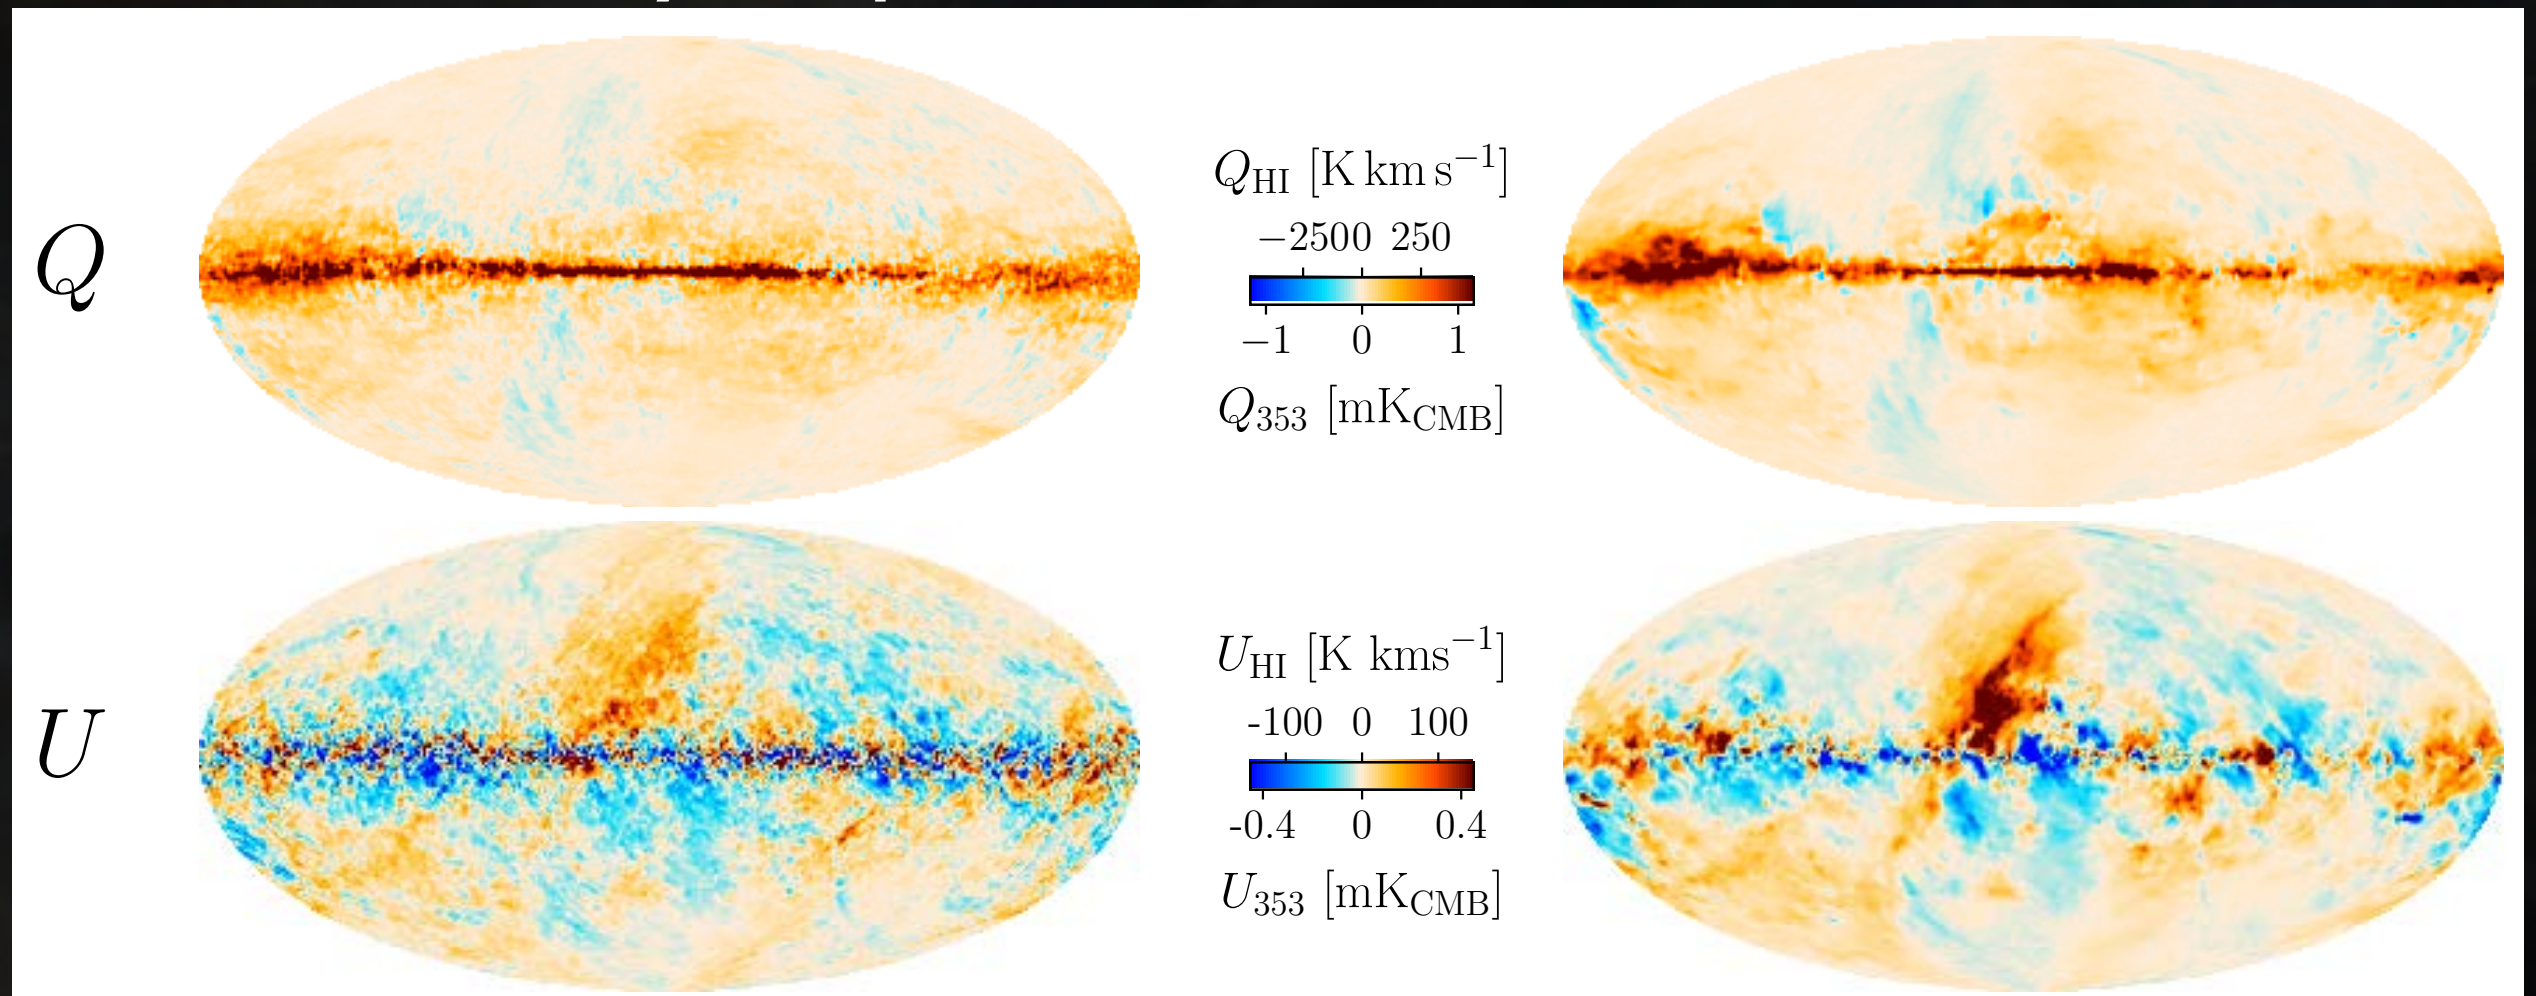 Q
Q_HI [K km s⁻¹]
−2500 250
−1 0 1
Q_353 [mK_CMB]
U
U_HI [K kms⁻¹]
-100 0 100
-0.4 0 0.4
U_353 [mK_CMB]